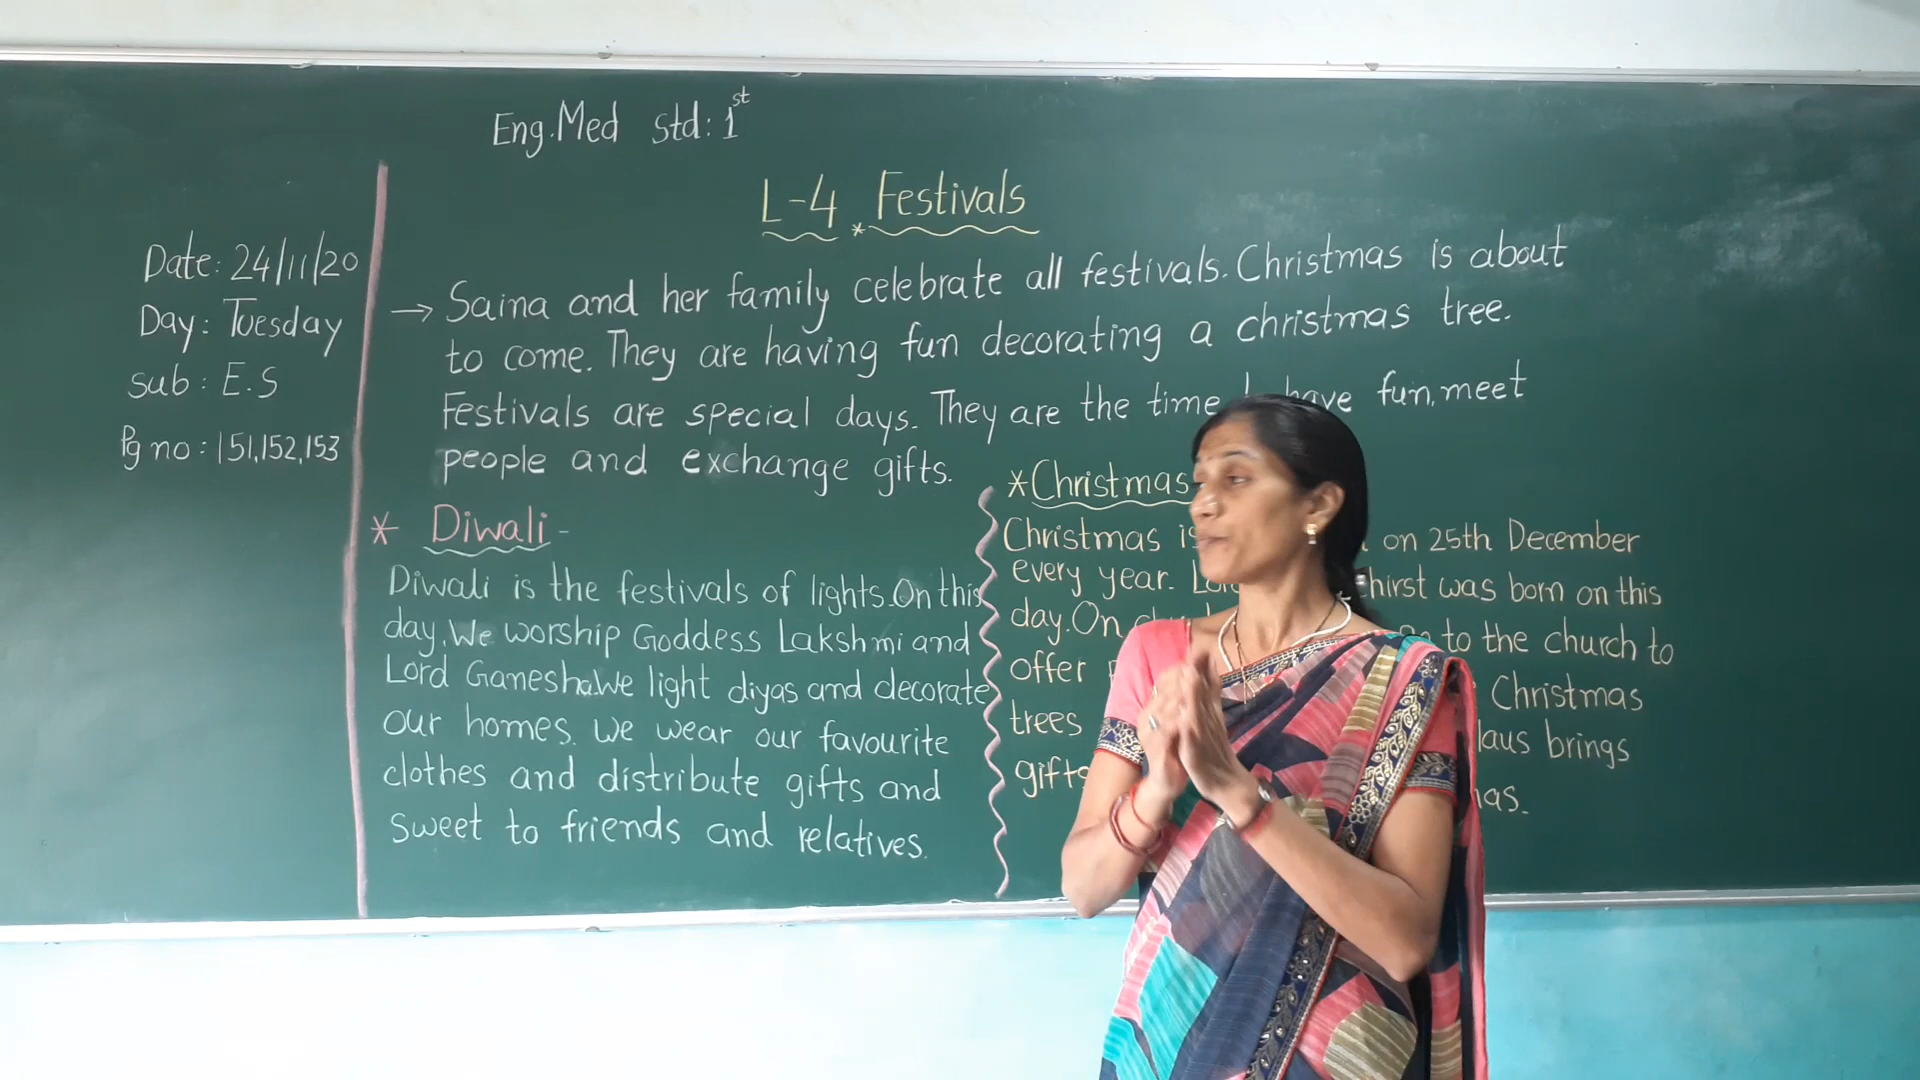 Eng.Med Std: 1st
L-4 * Festivals
Date: 24/11/20
Day: Tuesday
Sub: E.S
Pg no: 151,152,153
→ Saina and her family celebrate all festivals. Christmas is about
to come. They are having fun decorating a christmas tree.
Festivals are special days. They are the time have fun, meet
people and exchange gifts.
* Diwali -
Diwali is the festivals of lights. On this
day, We worship Goddess Lakshmi and
Lord Ganesha. We light diyas and decorate
our homes. We wear our favourite
clothes and distribute gifts and
sweet to friends and relatives.
* Christmas
Christmas is on 25th December
every year. Chirst was born on this
day. On to the church to
offer Christmas
trees brings
gifts